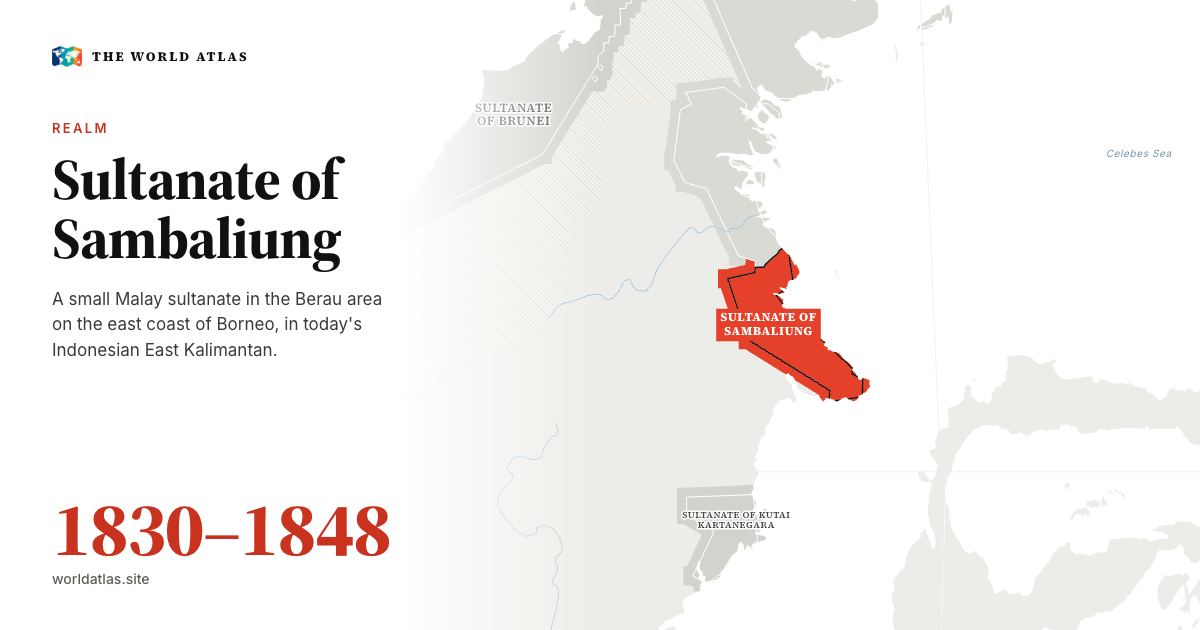 THE WORLD ATLAS
REALM
Sultanate of
Sambaliung
A small Malay sultanate in the Berau area
on the east coast of Borneo, in today's
Indonesian East Kalimantan.
1830–1848
worldatlas.site
SULTANATE
OF BRUNEI
Celebes Sea
SULTANATE OF
SAMBALIUNG
SULTANATE OF KUTAI
KARTANEGARA